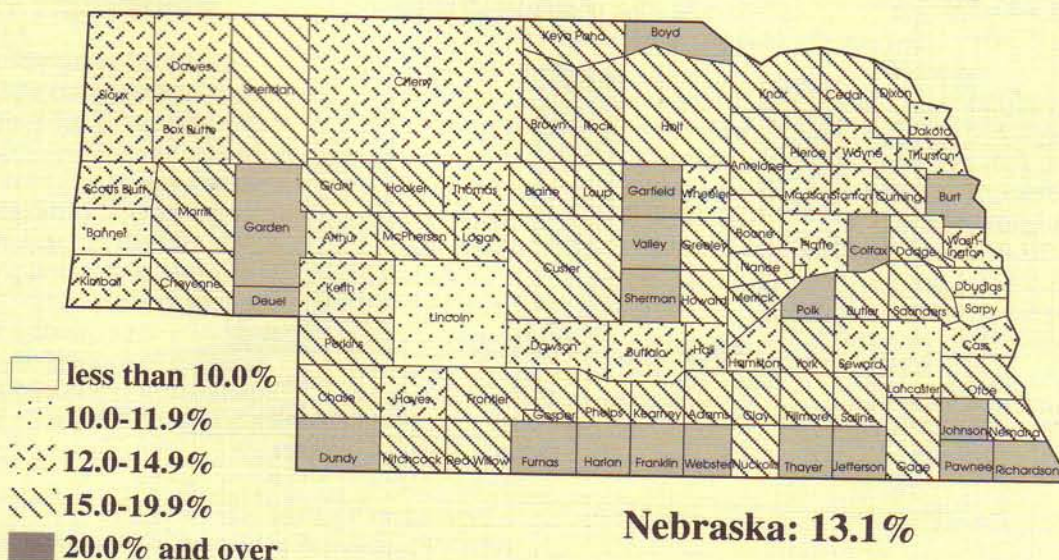 Keya Paha Boyd
Dawes Sheridan Cherry
Sioux Knox Cedar Dixon
Box Butte Brown Rock Holt Dakota
Antelope Pierce Wayne Thurston
Scotts Bluff Grant Hooker Thomas Blaine Loup Garfield Wheeler Madison Stanton Cuming Burt
Morrill
Banner Garden Arthur McPherson Logan Valley Greeley Boone Platte Colfax Dodge Wash-
ington
Kimball Cheyenne Keith Custer Nance Douglas
Deuel Lincoln Sherman Howard Merrick Polk Butler Saunders Sarpy
Perkins Dawson Buffalo Hall Hamilton York Seward Cass
Lancaster Otoe
Chase Hayes Frontier Gosper Phelps Kearney Adams Clay Fillmore Saline
Johnson Nemaha
Dundy Hitchcock Red Willow Furnas Harlan Franklin Webster Nuckolls Thayer Jefferson Gage Pawnee Richardson
less than 10.0%
10.0-11.9%
12.0-14.9%
15.0-19.9%
20.0% and over
Nebraska: 13.1%